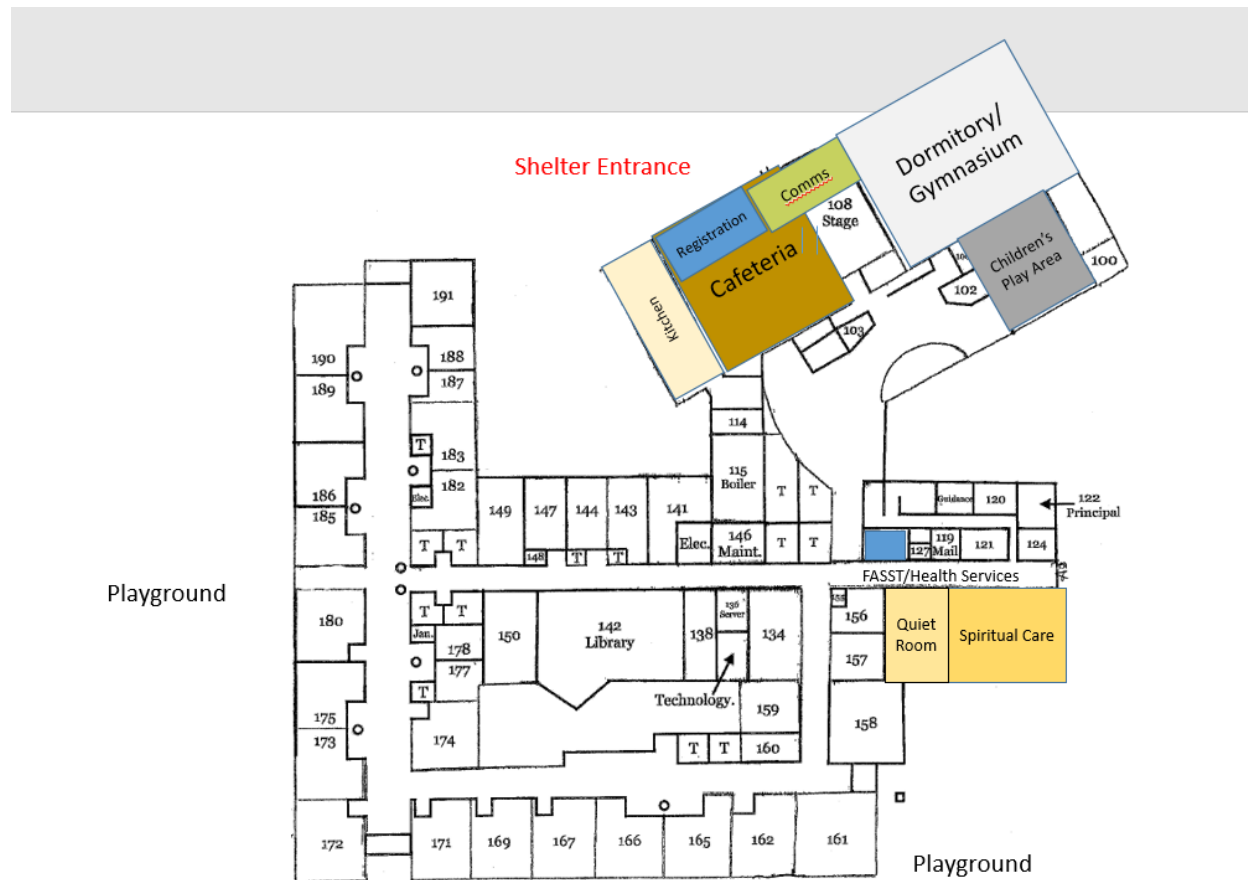 Shelter Entrance
Dormitory/
Gymnasium
Comms
Registration
108
Stage
Cafeteria
Kitchen
Children's
Play Area
100
102
103
191
190
189
188
187
183
182
T
Elec.
186
185
T
T
114
115
Boiler
T
T
149
147
144
143
141
148
T
T
Elec.
146
Maint.
T
T
Guidance
120
122
Principal
127
119
Mail
121
124
FASST/Health Services
Playground
180
T
T
Jan.
178
177
T
150
142
Library
138
136
Server
134
Technology.
156
157
Quiet
Room
Spiritual Care
175
173
174
159
T
T
160
158
172
171
169
167
166
165
162
161
Playground